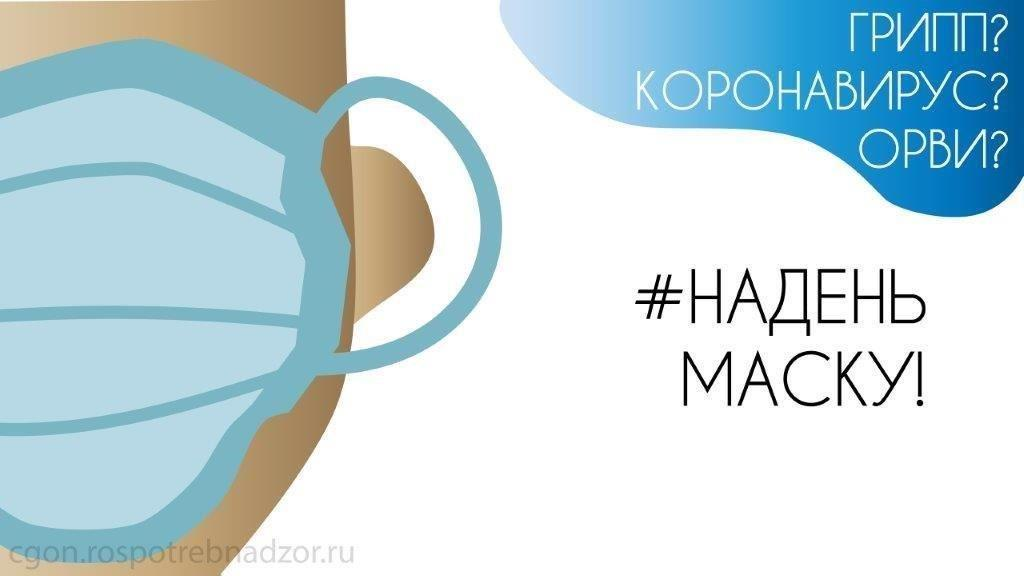 ГРИПП?
КОРОНАВИРУС?
ОРВИ?
#НАДЕНЬ
МАСКУ!
cgon.rospotrebnadzor.ru